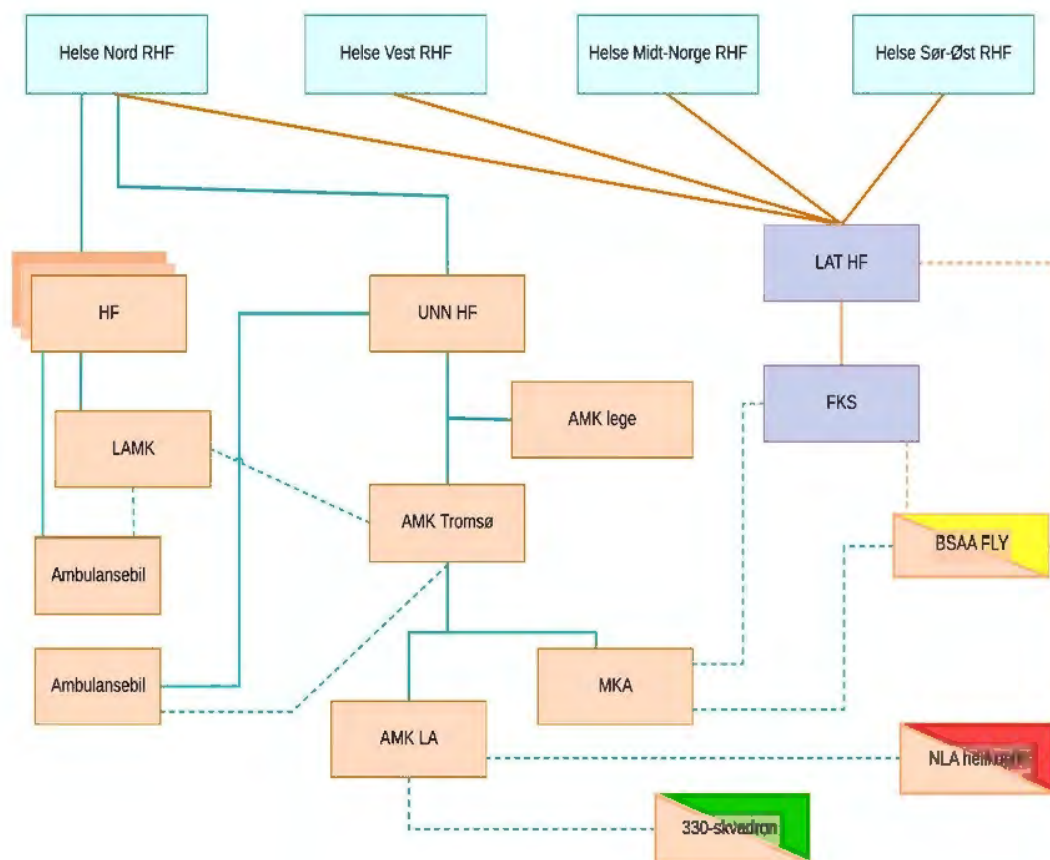 Helse Nord RHF
Helse Vest RHF
Helse Midt-Norge RHF
Helse Sør-Øst RHF
LAT HF
HF
UNN HF
FKS
AMK lege
LAMK
AMK Tromsø
BSAA FLY
Ambulansebil
Ambulansebil
MKA
AMK LA
NLA
330-skvadron